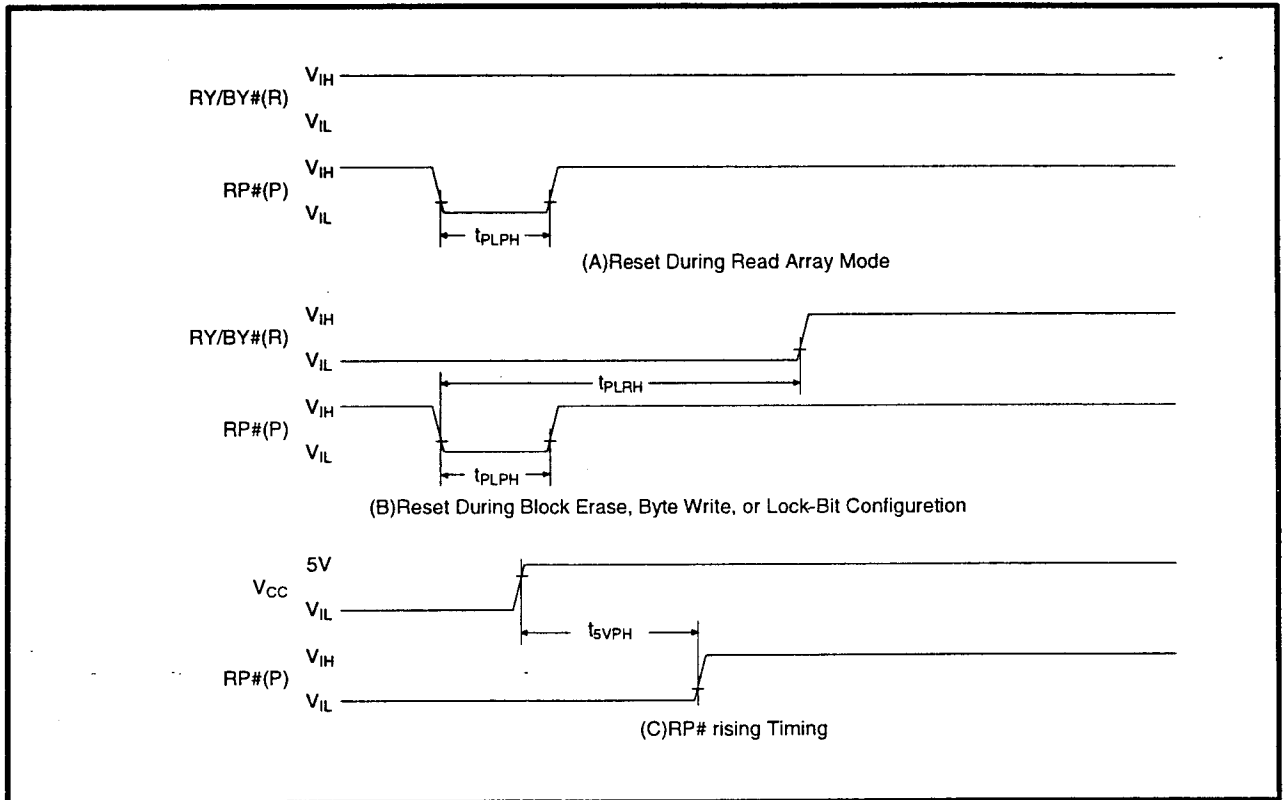 VIH
RY/BY#(R)
VIL
VIH
RP#(P)
VIL
tPLPH
(A)Reset During Read Array Mode
VIH
RY/BY#(R)
VIL
tPLRH
VIH
RP#(P)
VIL
tPLPH
(B)Reset During Block Erase, Byte Write, or Lock-Bit Configuretion
5V
VCC
VIL
t5VPH
VIH
RP#(P)
VIL
(C)RP# rising Timing